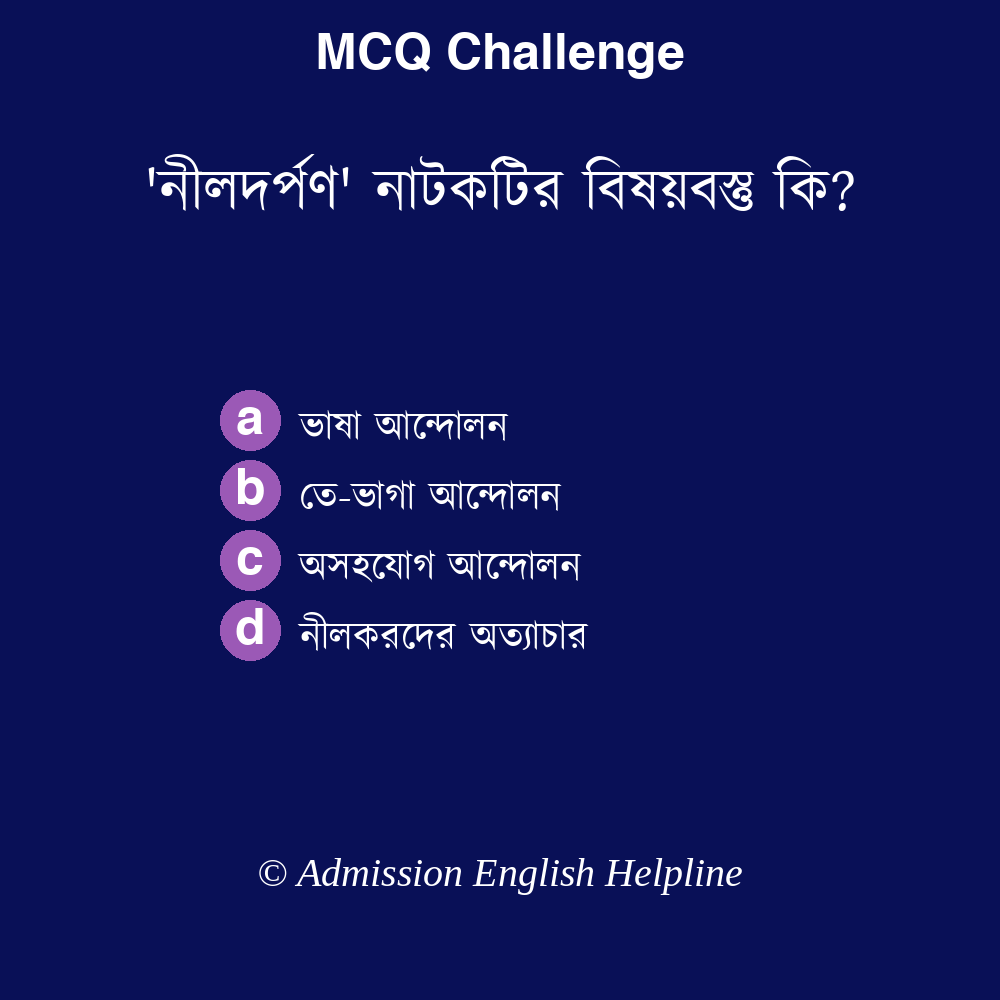 MCQ Challenge
'নীলদর্পণ' নাটকটির বিষয়বস্তু কি?
a ভাষা আন্দোলন
b তে-ভাগা আন্দোলন
c অসহযোগ আন্দোলন
d নীলকরদের অত্যাচার
© Admission English Helpline